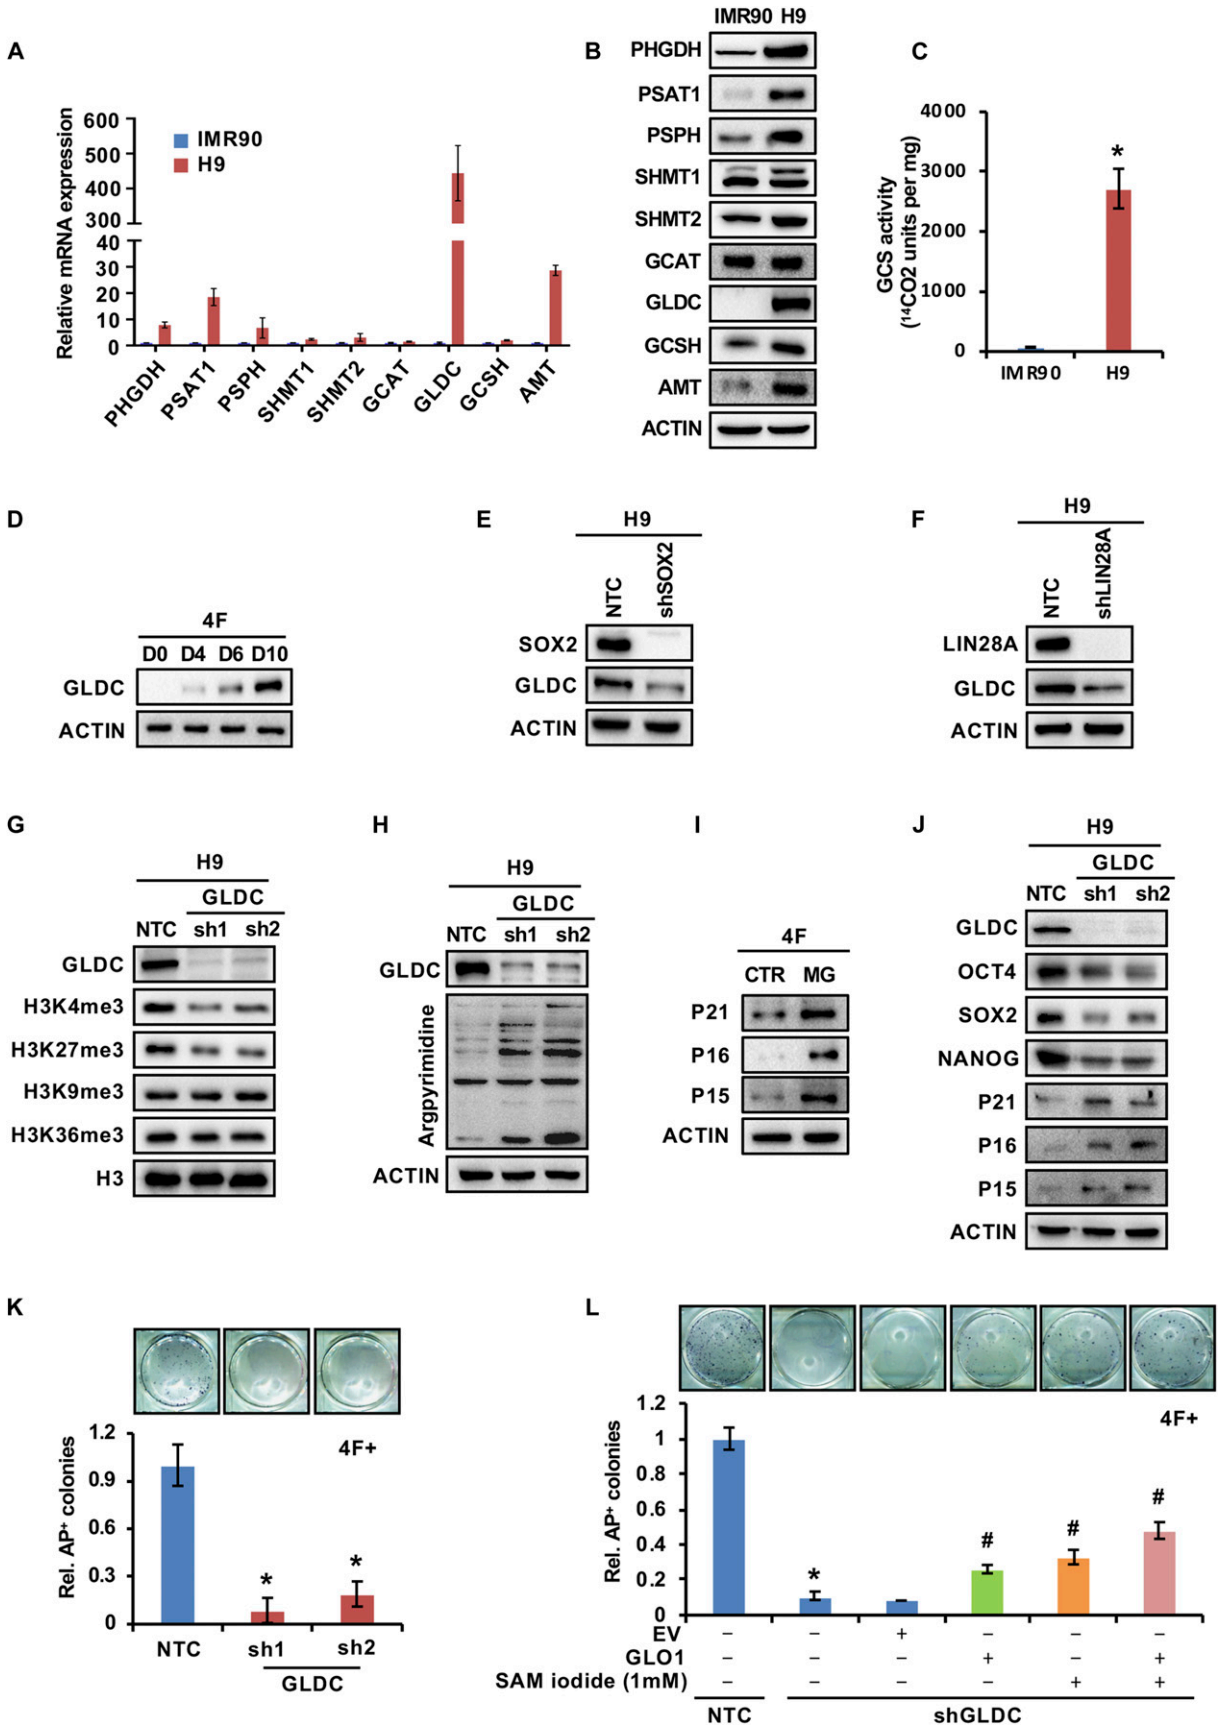 A
Relative mRNA expression
600
500
400
300
40
30
20
10
0
IMR90
H9
PHGDH
PSAT1
PSPH
SHMT1
SHMT2
GCAT
GLDC
GCSH
AMT
B
IMR90 H9
PHGDH
PSAT1
PSPH
SHMT1
SHMT2
GCAT
GLDC
GCSH
AMT
ACTIN
C
GCS activity
(14CO2 units per mg)
4000
3000
2000
1000
0
*
IMR90 H9
D
4F
D0 D4 D6 D10
GLDC
ACTIN
E
H9
NTC shSOX2
SOX2
GLDC
ACTIN
F
H9
NTC shLIN28A
LIN28A
GLDC
ACTIN
G
H9
GLDC
NTC sh1 sh2
GLDC
H3K4me3
H3K27me3
H3K9me3
H3K36me3
H3
H
H9
GLDC
NTC sh1 sh2
GLDC
Argpyrimidine
ACTIN
I
4F
CTR MG
P21
P16
P15
ACTIN
J
H9
GLDC
NTC sh1 sh2
GLDC
OCT4
SOX2
NANOG
P21
P16
P15
ACTIN
K
Rel. AP+ colonies
1.2
0.9
0.6
0.3
0
4F+
* *
NTC sh1 sh2
GLDC
L
Rel. AP+ colonies
1.2
1
0.8
0.6
0.4
0.2
0
4F+
* # # #
EV – – + – – –
GLO1 – – – + – +
SAM iodide (1mM) – – – – + +
NTC shGLDC